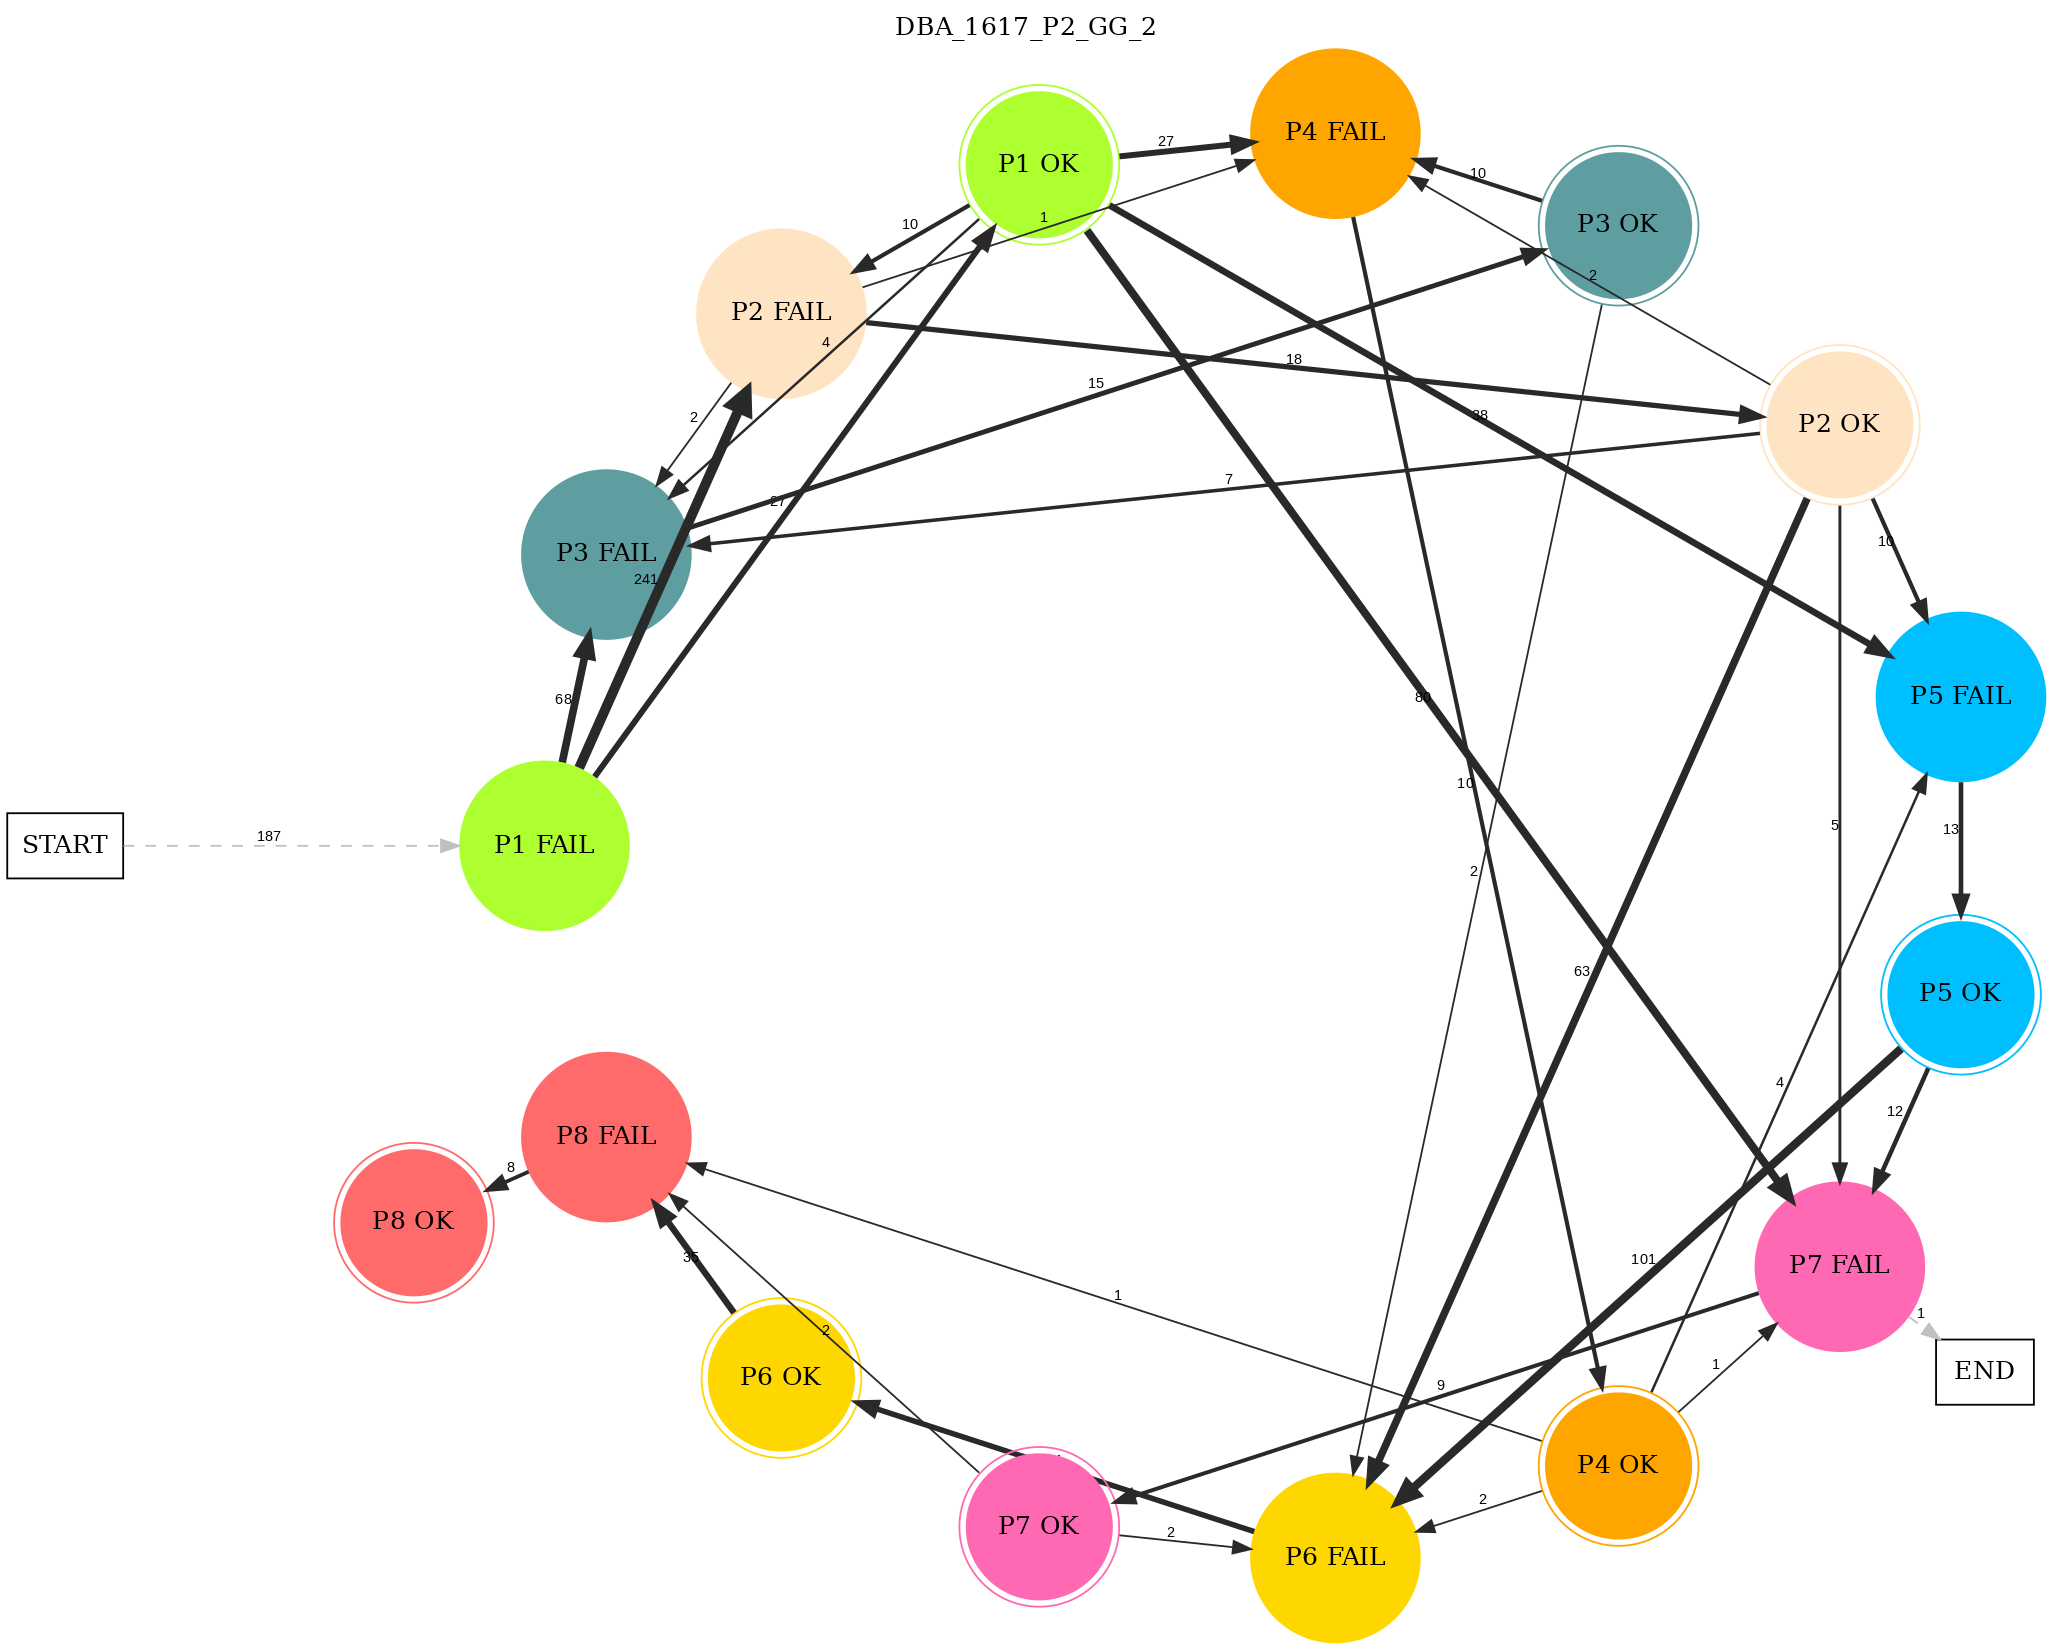 DBA_1617_P2_GG_2
P4 FAIL
P1 OK
27
10
P3 OK
10
1
2
P2 FAIL
4
18
15
2
38
P2 OK
7
27
P3 FAIL
241
10
68
80
P5 FAIL
10
5
13
START
187
P1 FAIL
2
63
P5 OK
4
12
P8 FAIL
8
P8 OK
35
101
P7 FAIL
1
1
2
P6 OK
9
1
END
P4 OK
2
P7 OK
2
P6 FAIL